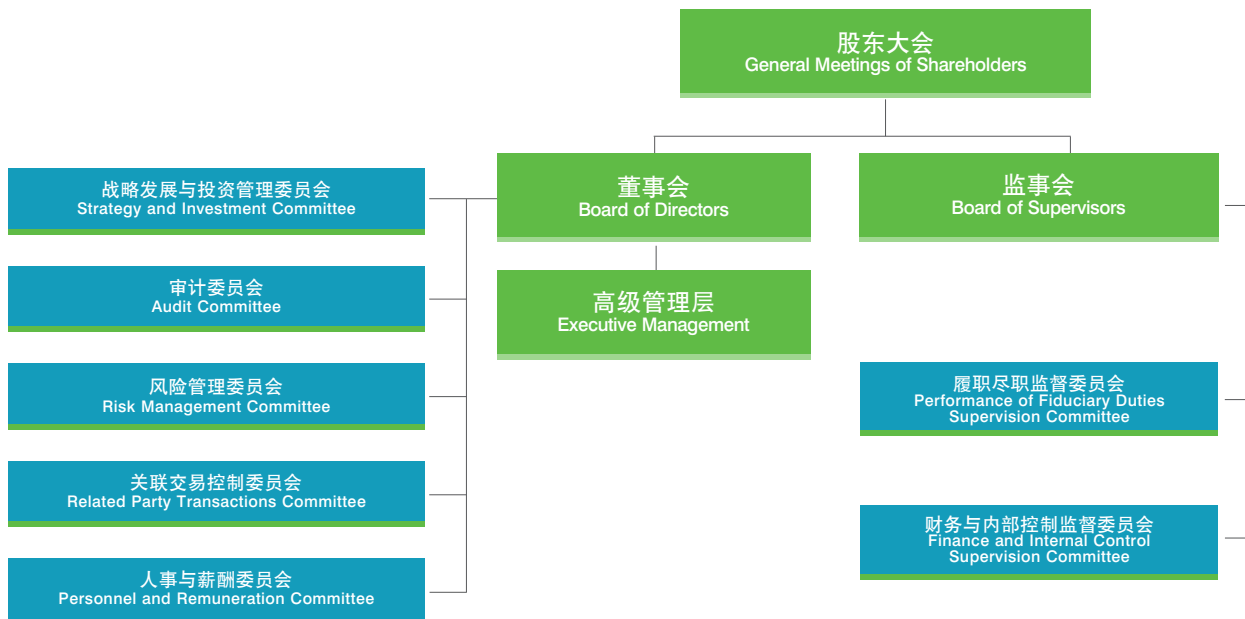 股东大会
General Meetings of Shareholders
董事会
Board of Directors
监事会
Board of Supervisors
高级管理层
Executive Management
战略发展与投资管理委员会
Strategy and Investment Committee
审计委员会
Audit Committee
风险管理委员会
Risk Management Committee
关联交易控制委员会
Related Party Transactions Committee
人事与薪酬委员会
Personnel and Remuneration Committee
履职尽职监督委员会
Performance of Fiduciary Duties
Supervision Committee
财务与内部控制监督委员会
Finance and Internal Control
Supervision Committee